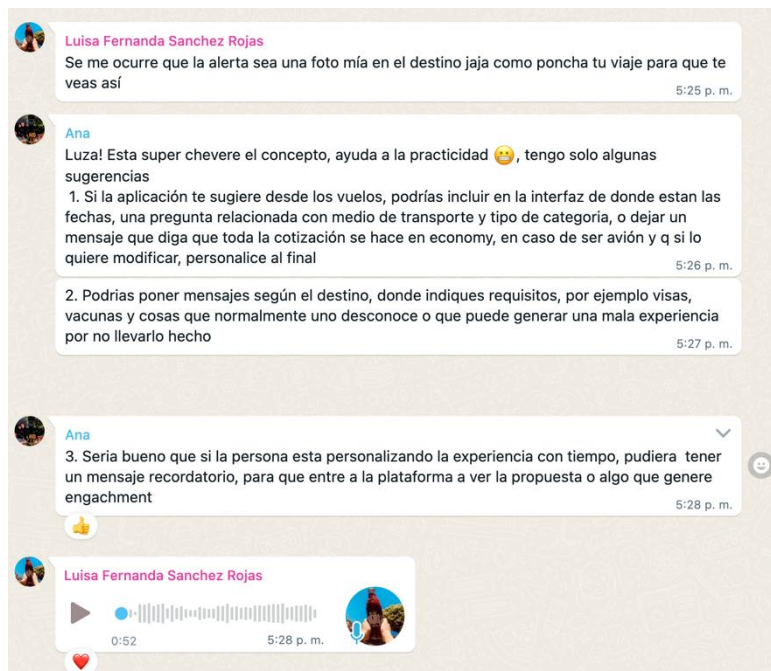 Luisa Fernanda Sanchez Rojas
Se me ocurre que la alerta sea una foto mía en el destino jaja como poncha tu viaje para que te
veas así
5:25 p. m.
Ana
Luza! Esta super chevere el concepto, ayuda a la practicidad 😬, tengo solo algunas
sugerencias
1. Si la aplicación te sugiere desde los vuelos, podrías incluir en la interfaz de donde estan las
fechas, una pregunta relacionada con medio de transporte y tipo de categoria, o dejar un
mensaje que diga que toda la cotización se hace en economy, en caso de ser avión y q si lo
quiere modificar, personalice al final
5:26 p. m.
2. Podrias poner mensajes según el destino, donde indiques requisitos, por ejemplo visas,
vacunas y cosas que normalmente uno desconoce o que puede generar una mala experiencia
por no llevarlo hecho
5:27 p. m.
Ana
3. Seria bueno que si la persona esta personalizando la experiencia con tiempo, pudiera tener
un mensaje recordatorio, para que entre a la plataforma a ver la propuesta o algo que genere
engachment
5:28 p. m.
Luisa Fernanda Sanchez Rojas
0:52
5:28 p. m.